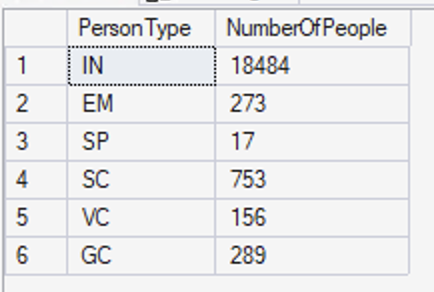 PersonType NumberOfPeople
1 IN 18484
2 EM 273
3 SP 17
4 SC 753
5 VC 156
6 GC 289